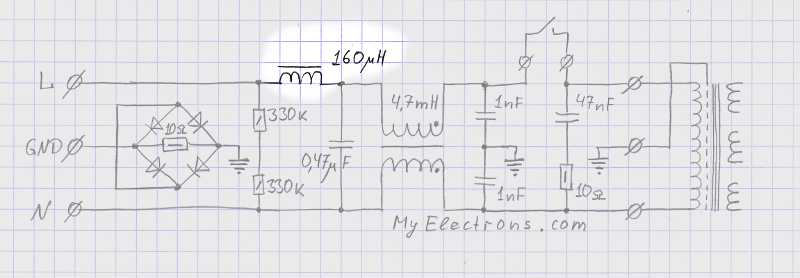 160µH
L
4,7mH
1nF
47nF
330K
10Ω
GND
0,47µF
330K
1nF
10Ω
N
MyElectrons.com